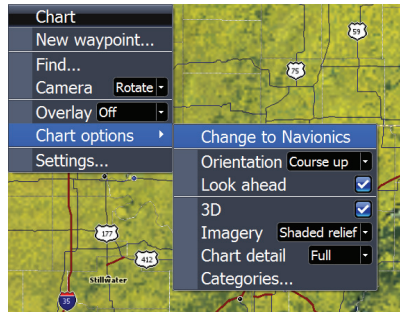 Chart
New waypoint...
Find...
Camera Rotate
Overlay Off
Chart options
Settings...
Change to Navionics
Orientation Course up
Look ahead
3D
Imagery Shaded relief
Chart detail Full
Categories...
59
75
177
412
Stillwater
35